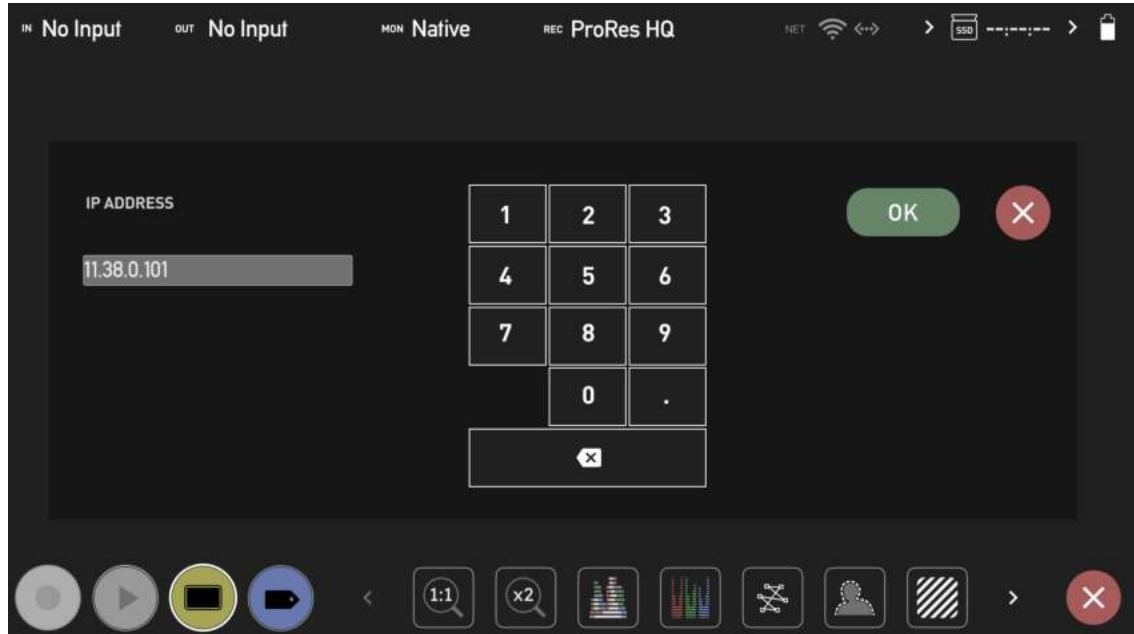 IN No Input OUT No Input MON Native REC ProRes HQ NET SSD --:--:--
IP ADDRESS
11.38.0.101
1 2 3
4 5 6
7 8 9
0 .
OK
1:1 x2